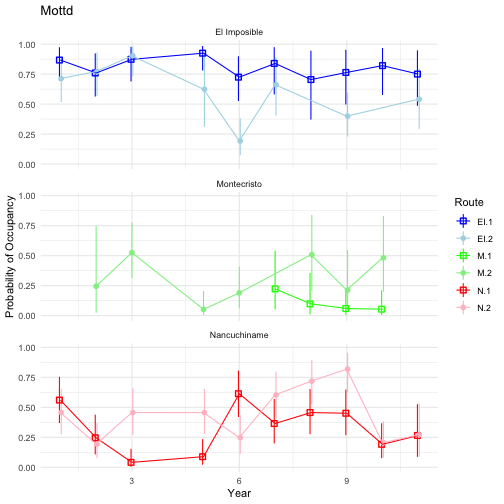 Mottd
El Imposible
1.00
0.75
0.50
0.25
0.00
Montecristo
1.00
0.75
0.50
0.25
0.00
Nancuchiname
1.00
0.75
0.50
0.25
0.00
3
6
9
Year
Probability of Occupancy
Route
EI.1
EI.2
M.1
M.2
N.1
N.2